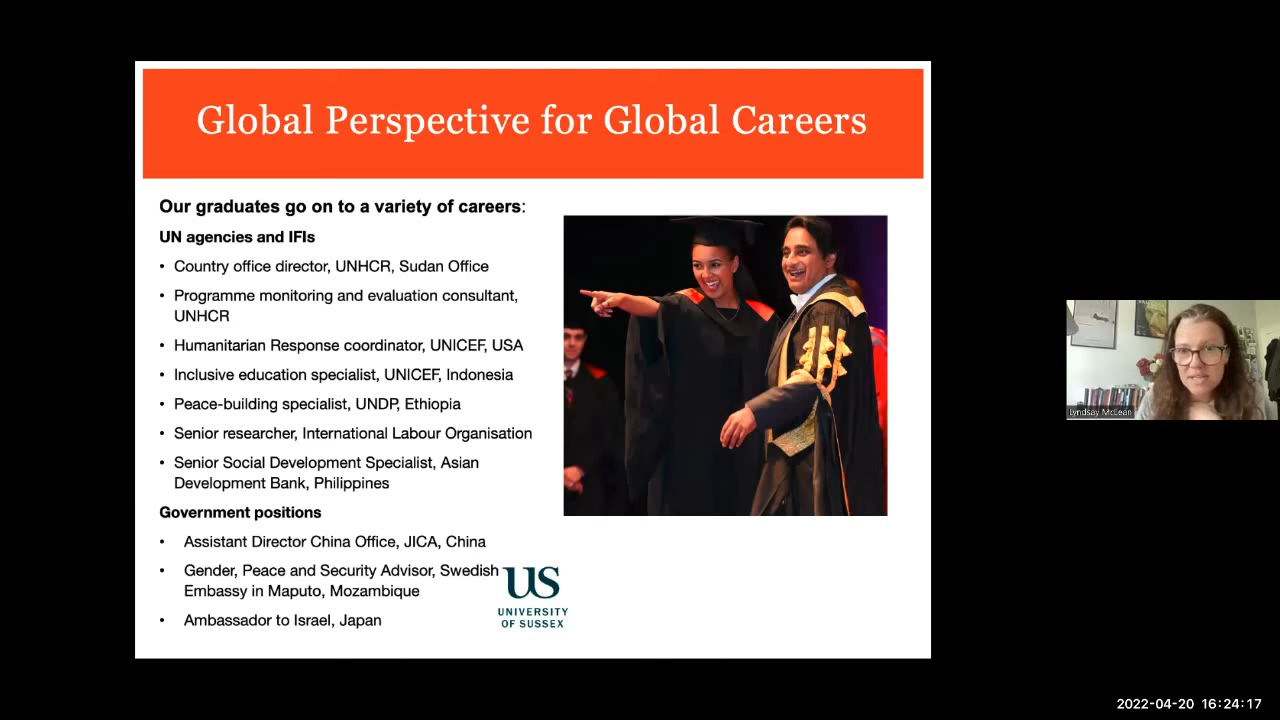 Global Perspective for Global Careers
Our graduates go on to a variety of careers:
UN agencies and IFIs
• Country office director, UNHCR, Sudan Office
• Programme monitoring and evaluation consultant,
UNHCR
• Humanitarian Response coordinator, UNICEF, USA
• Inclusive education specialist, UNICEF, Indonesia
• Peace-building specialist, UNDP, Ethiopia
• Senior researcher, International Labour Organisation
• Senior Social Development Specialist, Asian
Development Bank, Philippines
Government positions
• Assistant Director China Office, JICA, China
• Gender, Peace and Security Advisor, Swedish
Embassy in Maputo, Mozambique
• Ambassador to Israel, Japan
US
UNIVERSITY
OF SUSSEX
Lyndsay McLean
2022-04-20 16:24:17